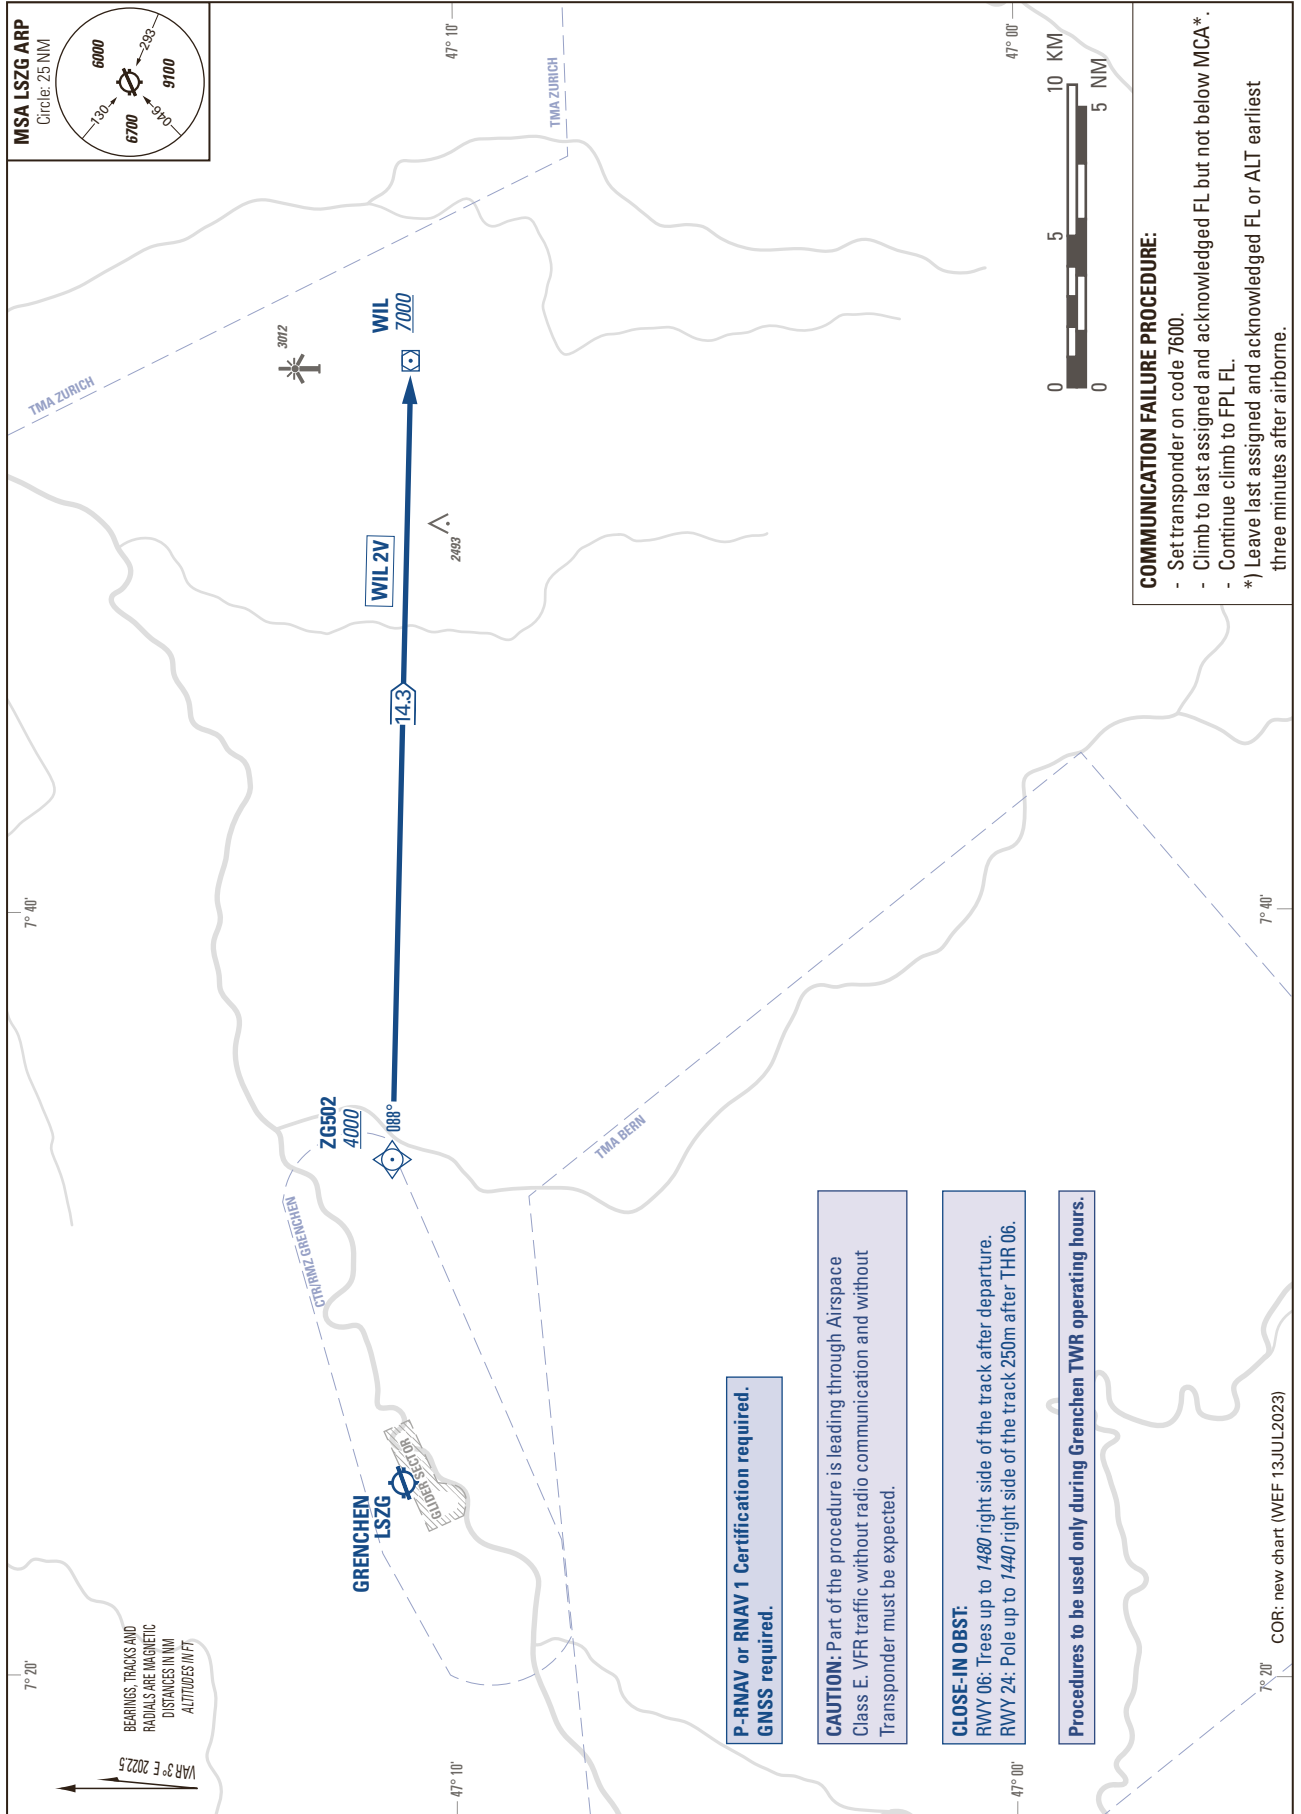 BEARINGS, TRACKS AND
RADIALS ARE MAGNETIC
DISTANCES IN NM
ALTITUDES IN FT
VAR 3° E 2022.5
7° 20'
7° 40'
MSA LSZG ARP
Circle: 25 NM
130
6000
293
6700
046
9100
TMA ZURICH
TMA ZURICH
3012
WIL
7000
WIL 2V
2493
14.3
ZG502
4000
088°
CTR/RMZ GRENCHEN
GRENCHEN
LSZG
GLIDER SECTOR
47° 10'
47° 10'
TMA BERN
P-RNAV or RNAV 1 Certification required.
GNSS required.
CAUTION: Part of the procedure is leading through Airspace
Class E. VFR traffic without radio communication and without
Transponder must be expected.
CLOSE-IN OBST:
RWY 06: Trees up to 1480 right side of the track after departure.
RWY 24: Pole up to 1440 right side of the track 250m after THR 06.
Procedures to be used only during Grenchen TWR operating hours.
47° 00'
47° 00'
0 5 10 KM
0 5 NM
COMMUNICATION FAILURE PROCEDURE:
- Set transponder on code 7600.
- Climb to last assigned and acknowledged FL but not below MCA*.
- Continue climb to FPL FL.
*) Leave last assigned and acknowledged FL or ALT earliest
three minutes after airborne.
7° 20'
7° 40'
COR: new chart (WEF 13JUL2023)